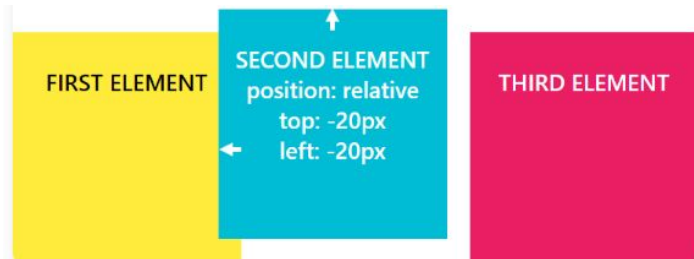 FIRST ELEMENT
SECOND ELEMENT
position: relative
top: -20px
left: -20px
THIRD ELEMENT